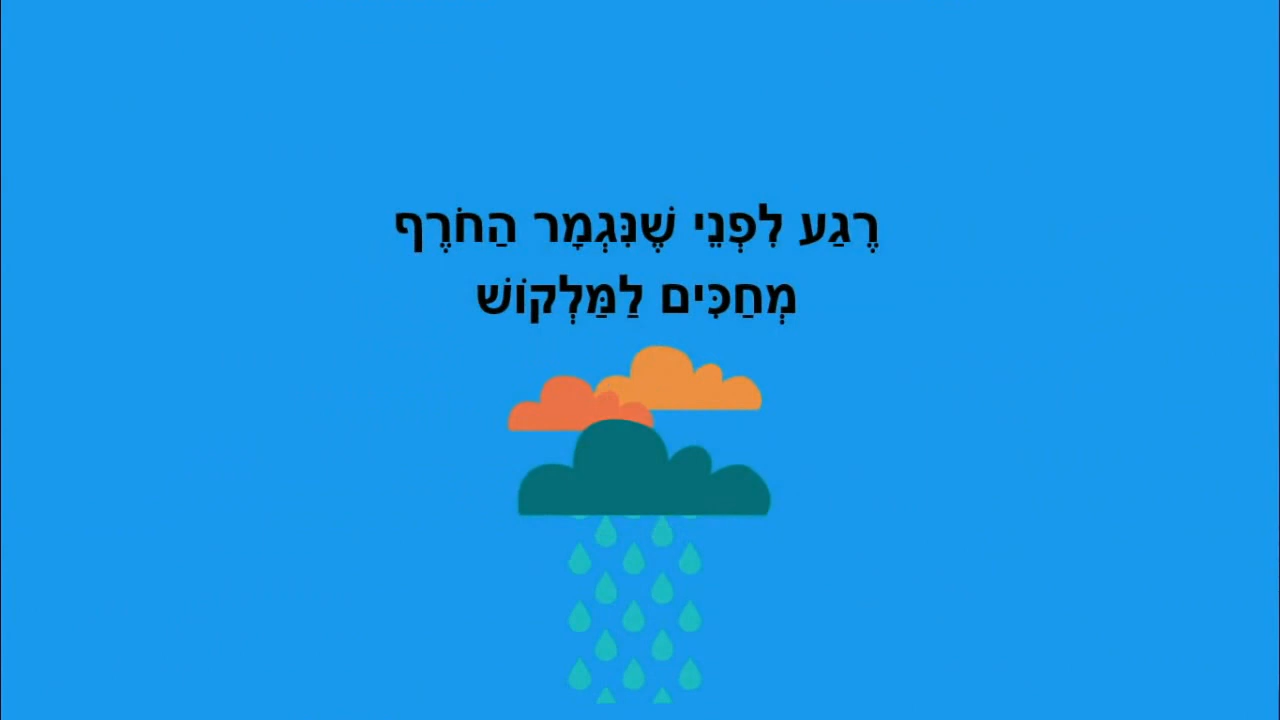 רֶגַע לִפְנֵי שֶׁנִּגְמָר הַחֹרֶף
מְחַכִּים לַמַּלְקוֹשׁ